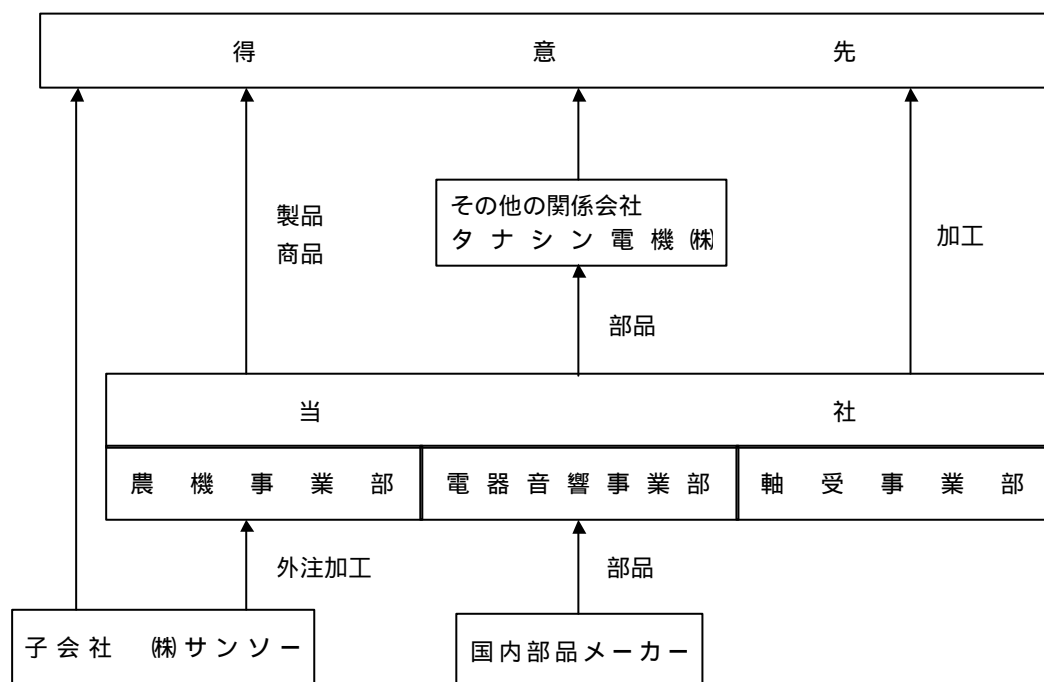 得意先
製品
商品
その他の関係会社
タナシン電機㈱
加工
部品
当社
農機事業部
電器音響事業部
軸受事業部
外注加工
部品
子会社 ㈱サンソー
国内部品メーカー